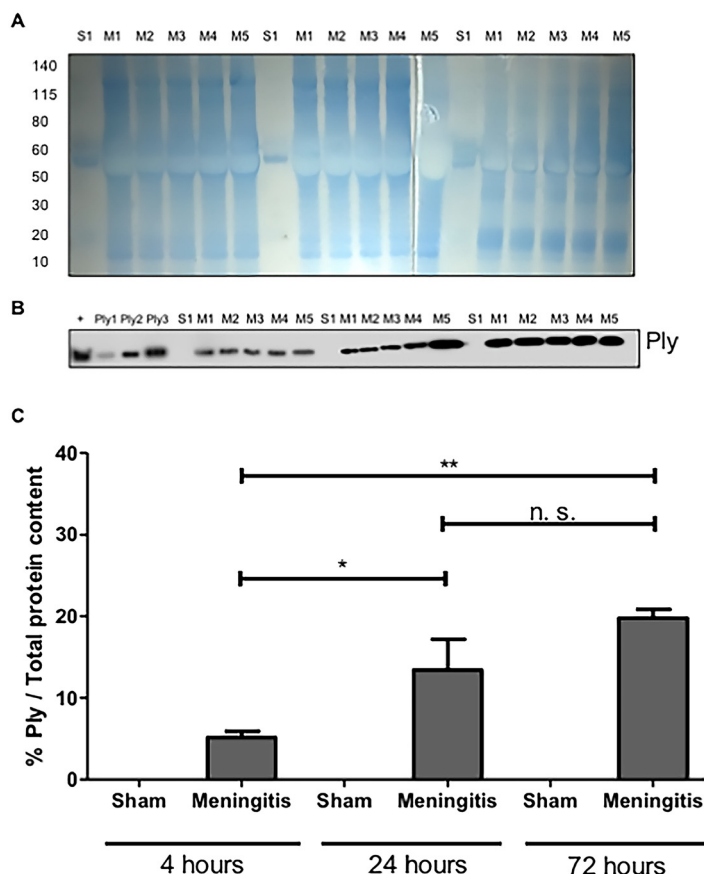 A
S1 M1 M2 M3 M4 M5 S1 M1 M2 M3 M4 M5 S1 M1 M2 M3 M4 M5
140
115
80
60
50
30
20
10
B
+ Ply1 Ply2 Ply3 S1 M1 M2 M3 M4 M5 S1 M1 M2 M3 M4 M5 S1 M1 M2 M3 M4 M5
Ply
C
% Ply / Total protein content
40
30
20
10
0
**
n. s.
*
Sham Meningitis Sham Meningitis Sham Meningitis
4 hours 24 hours 72 hours